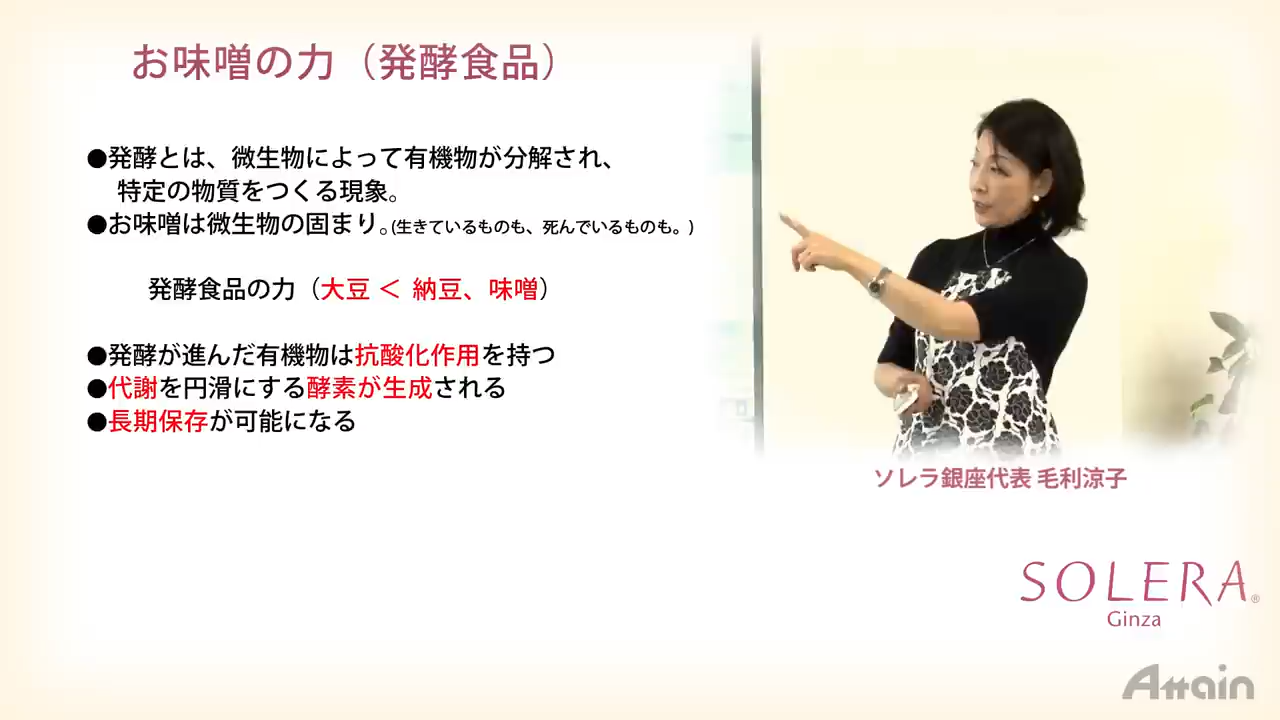 お味噌の力（発酵食品）
●発酵とは、微生物によって有機物が分解され、
特定の物質をつくる現象。
●お味噌は微生物の固まり。(生きているものも、死んでいるものも。)
発酵食品の力（大豆 ＜ 納豆、味噌）
●発酵が進んだ有機物は抗酸化作用を持つ
●代謝を円滑にする酵素が生成される
●長期保存が可能になる
ソレラ銀座代表 毛利涼子
SOLERA®
Ginza
Attain